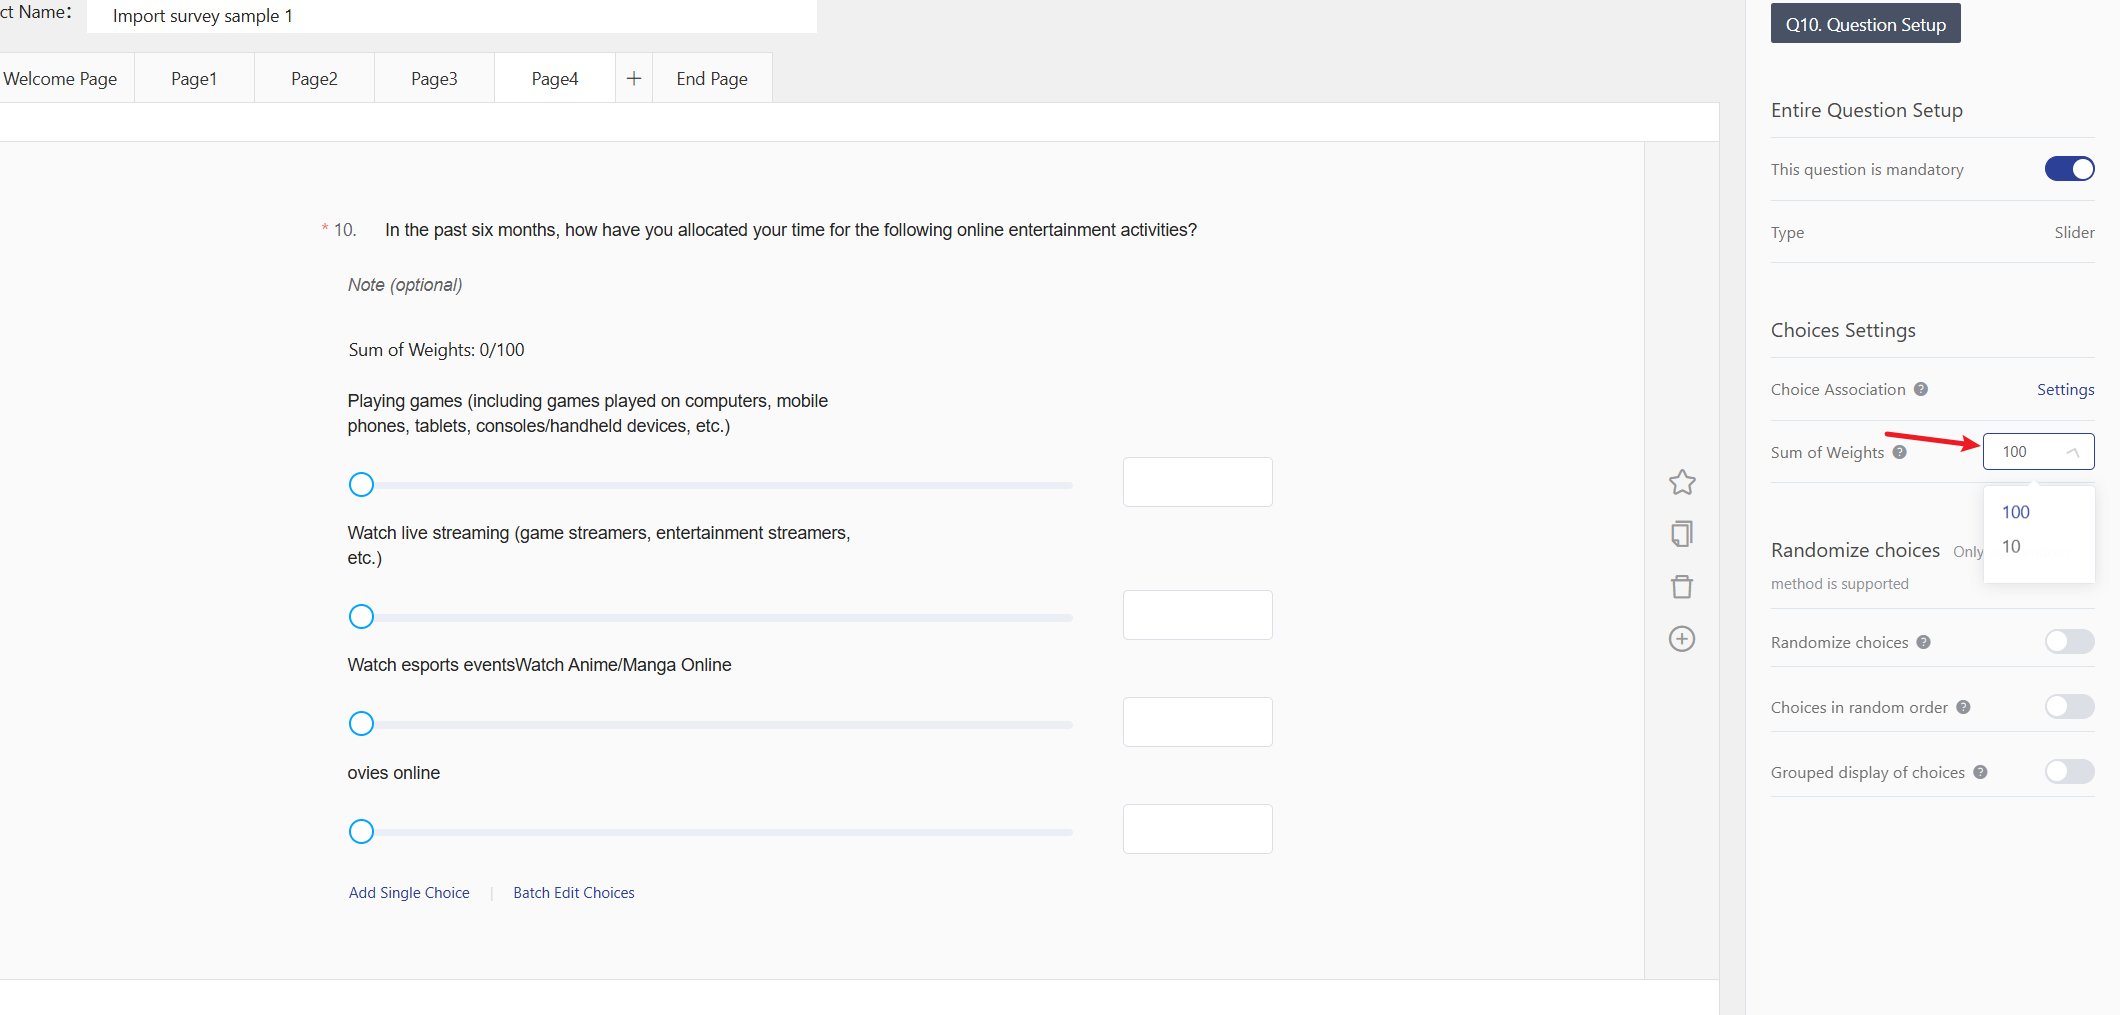 ct Name：
Import survey sample 1
Welcome Page
Page1
Page2
Page3
Page4
End Page
* 10. In the past six months, how have you allocated your time for the following online entertainment activities?
Note (optional)
Sum of Weights: 0/100
Playing games (including games played on computers, mobile
phones, tablets, consoles/handheld devices, etc.)
Watch live streaming (game streamers, entertainment streamers,
etc.)
Watch esports eventsWatch Anime/Manga Online
ovies online
Add Single Choice | Batch Edit Choices
Q10. Question Setup
Entire Question Setup
This question is mandatory
Type Slider
Choices Settings
Choice Association ? Settings
Sum of Weights ? 100
100
10
Randomize choices Only
method is supported
Randomize choices ?
Choices in random order ?
Grouped display of choices ?